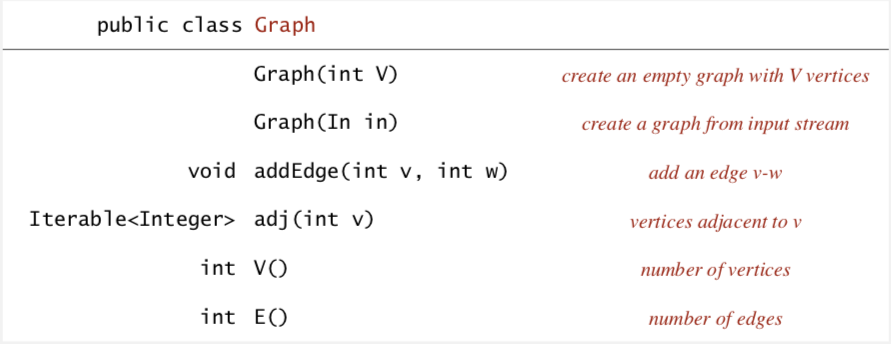 public class Graph
Graph(int V) create an empty graph with V vertices
Graph(In in) create a graph from input stream
void addEdge(int v, int w) add an edge v-w
Iterable<Integer> adj(int v) vertices adjacent to v
int V() number of vertices
int E() number of edges